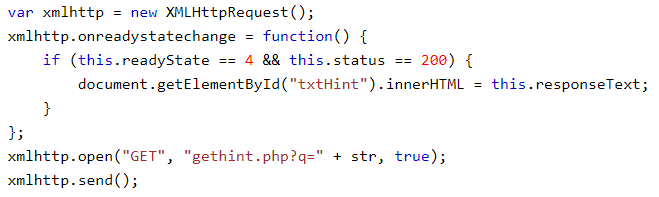 var xmlhttp = new XMLHttpRequest();
xmlhttp.onreadystatechange = function() {
    if (this.readyState == 4 && this.status == 200) {
        document.getElementById("txtHint").innerHTML = this.responseText;
    }
};
xmlhttp.open("GET", "gethint.php?q=" + str, true);
xmlhttp.send();